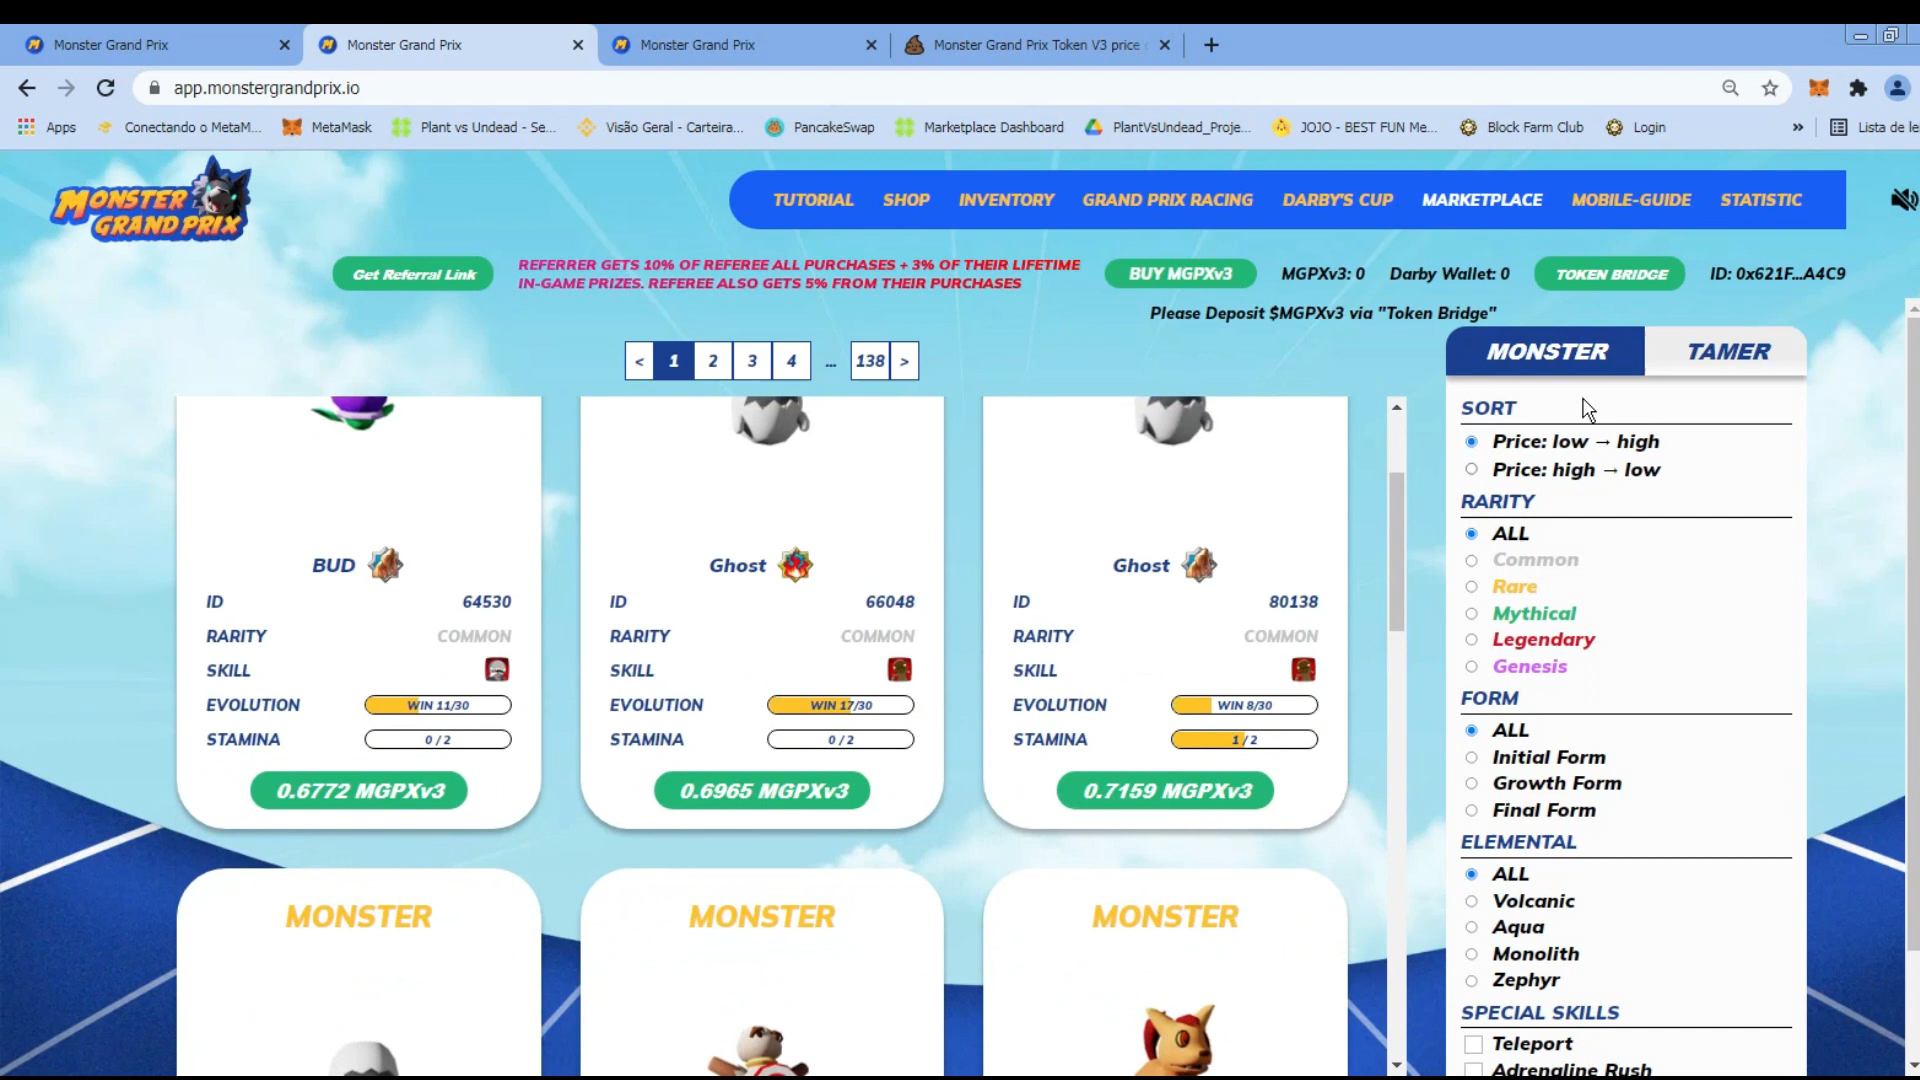 Monster Grand Prix
Monster Grand Prix
Monster Grand Prix
Monster Grand Prix Token V3 price
app.monstergrandprix.io
Apps
Conectando o MetaM...
MetaMask
Plant vs Undead - Se...
Visão Geral - Carteira...
PancakeSwap
Marketplace Dashboard
PlantVsUndead_Proje...
JOJO - BEST FUN Me...
Block Farm Club
Login
»
Lista de le
MONSTER
GRAND PRIX
TUTORIAL SHOP INVENTORY GRAND PRIX RACING DARBY'S CUP MARKETPLACE MOBILE-GUIDE STATISTIC
Get Referral Link
REFERRER GETS 10% OF REFEREE ALL PURCHASES + 3% OF THEIR LIFETIME
IN-GAME PRIZES. REFEREE ALSO GETS 5% FROM THEIR PURCHASES
BUY MGPXv3
MGPXv3: 0
Darby Wallet: 0
TOKEN BRIDGE
ID: 0x621F...A4C9
Please Deposit $MGPXv3 via "Token Bridge"
< 1 2 3 4 ... 138 >
BUD
ID 64530
RARITY COMMON
SKILL
EVOLUTION WIN 11/30
STAMINA 0 / 2
0.6772 MGPXv3
Ghost
ID 66048
RARITY COMMON
SKILL
EVOLUTION WIN 17/30
STAMINA 0 / 2
0.6965 MGPXv3
Ghost
ID 80138
RARITY COMMON
SKILL
EVOLUTION WIN 8/30
STAMINA 1 / 2
0.7159 MGPXv3
MONSTER
MONSTER
MONSTER
MONSTER
TAMER
SORT
Price: low → high
Price: high → low
RARITY
ALL
Common
Rare
Mythical
Legendary
Genesis
FORM
ALL
Initial Form
Growth Form
Final Form
ELEMENTAL
ALL
Volcanic
Aqua
Monolith
Zephyr
SPECIAL SKILLS
Teleport
Adrenaline Rush